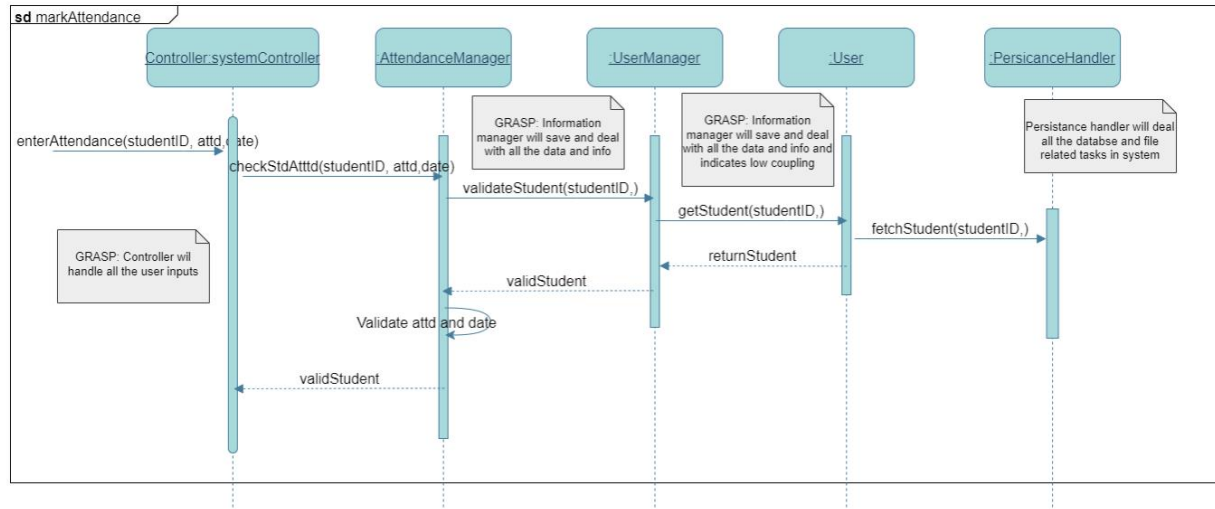 sd markAttendance
Controller:systemController
:AttendanceManager
:UserManager
:User
:PersicanceHandler
GRASP: Information
manager will save and deal
with all the data and info
GRASP: Information
manager will save and deal
with all the data and info and
indicates low coupling
Persistance handler will deal
all the databse and file
related tasks in system
enterAttendance(studentID, attd,date)
checkStdAtttd(studentID, attd,date)
validateStudent(studentID,)
getStudent(studentID,)
fetchStudent(studentID,)
GRASP: Controller wil
handle all the user inputs
returnStudent
validStudent
Validate attd and date
validStudent